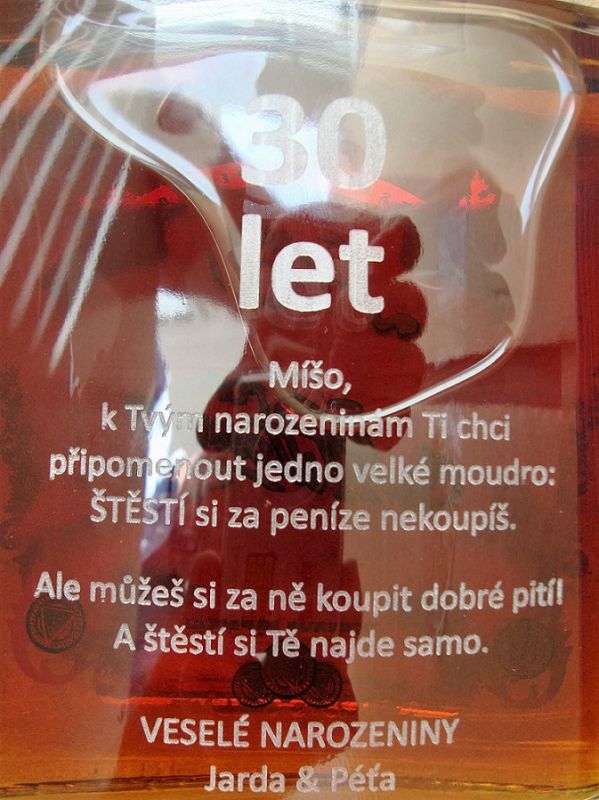 30
let
Míšo,
k Tvým narozeninám Ti chci
připomenout jedno velké moudro:
ŠTĚSTÍ si za peníze nekoupíš.
Ale můžeš si za ně koupit dobré pití!
A štěstí si Tě najde samo.
VESELÉ NAROZENINY
Jarda & Péťa